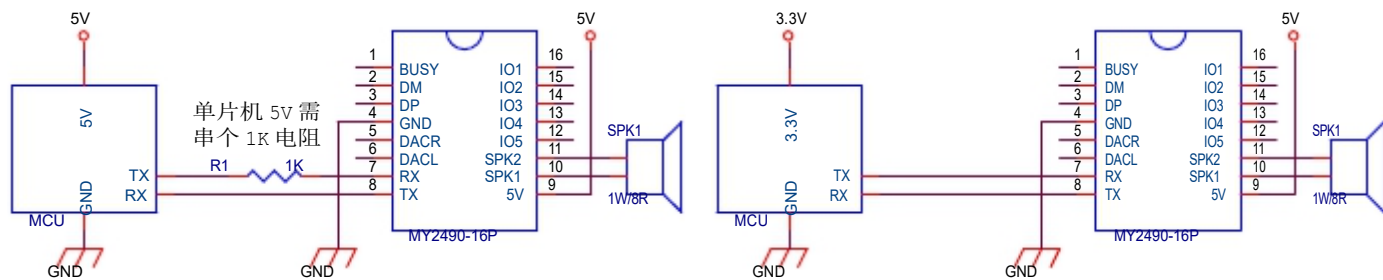 5V
5V
GND
TX
RX
MCU
GND
单片机 5V 需
串个 1K 电阻
R1
1K
1
2
3
4
5
6
7
8
BUSY
DM
DP
GND
DACR
DACL
RX
TX
IO1
IO2
IO3
IO4
IO5
SPK2
SPK1
5V
16
15
14
13
12
11
10
9
MY2490-16P
GND
5V
SPK1
1W/8R
3.3V
3.3V
GND
TX
RX
MCU
GND
1
2
3
4
5
6
7
8
BUSY
DM
DP
GND
DACR
DACL
RX
TX
IO1
IO2
IO3
IO4
IO5
SPK2
SPK1
5V
16
15
14
13
12
11
10
9
MY2490-16P
GND
5V
SPK1
1W/8R